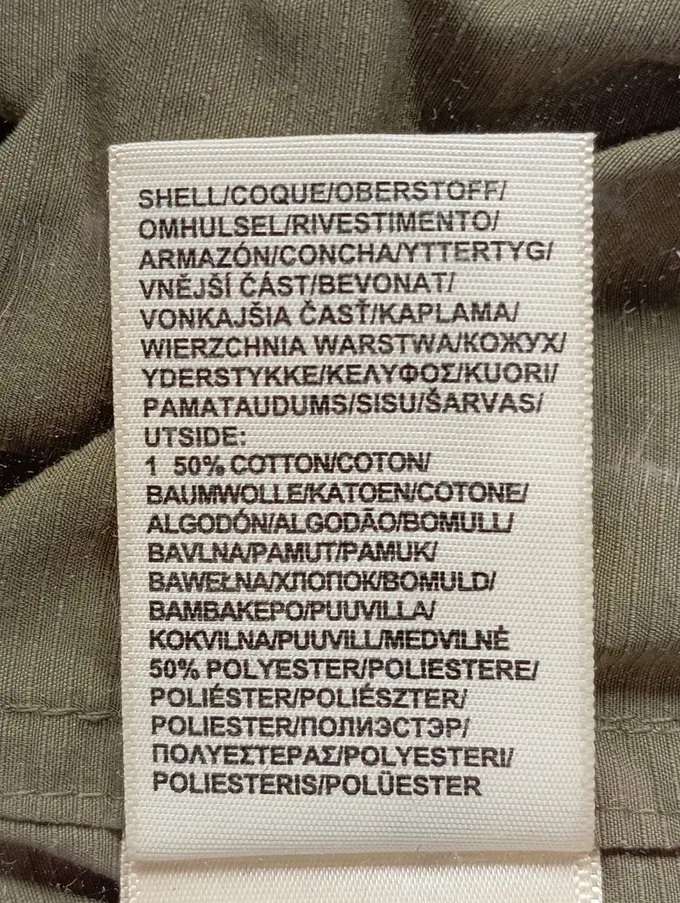 SHELL/COQUE/OBERSTOFF/
OMHULSEL/RIVESTIMENTO/
ARMAZÓN/CONCHA/YTTERTYG/
VNĚJŠÍ ČÁST/BEVONAT/
VONKAJŠIA ČASŤ/KAPLAMA/
WIERZCHNIA WARSTWA/КОЖУХ/
YDERSTYKKE/ΚΕΛΥΦΟΣ/KUORI/
PAMATAUDUMS/SISU/ŠARVAS/
UTSIDE:
1 50% COTTON/COTON/
BAUMWOLLE/KATOEN/COTONE/
ALGODÓN/ALGODÃO/BOMULL/
BAVLNA/PAMUT/PAMUK/
BAWEŁNA/ХЛОПОК/BOMULD/
ΒΑΜΒΑΚΕΡΟ/PUUVILLA/
KOKVILNA/PUUVILL/MEDVILNĖ
50% POLYESTER/POLIESTERE/
POLIÉSTER/POLIÉSZTER/
POLIESTER/ПОЛИЭСТЭР/
ΠΟΛΥΕΣΤΕΡΑΣ/POLYESTERI/
POLIESTERIS/POLÜESTER